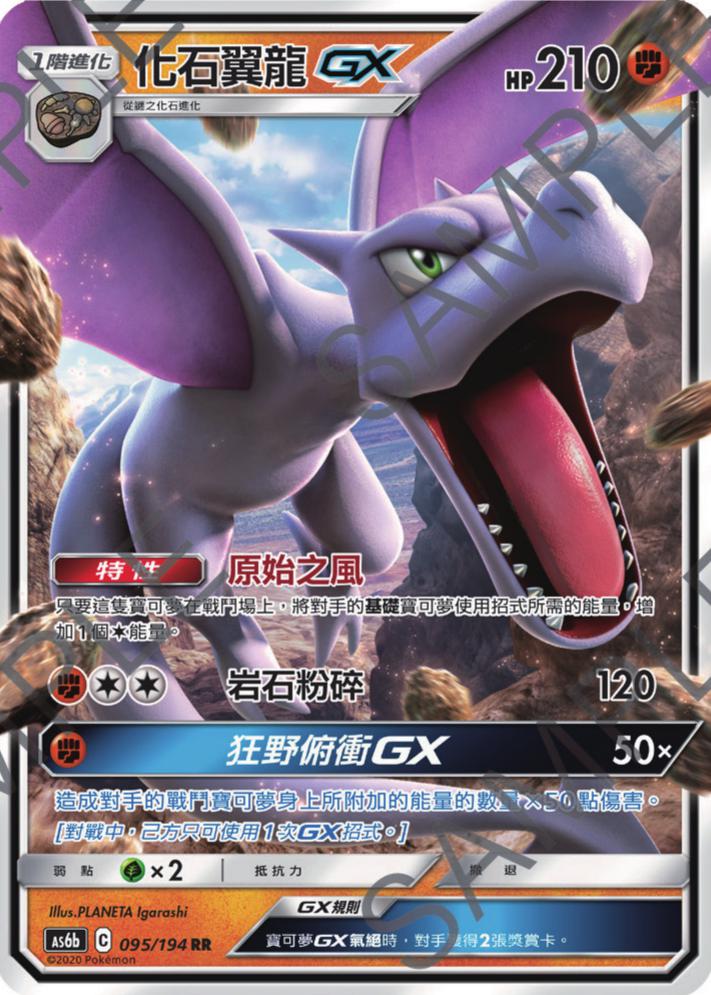 1階進化
化石翼龍GX
HP210
從謎之化石進化
特性 原始之風
只要這隻寶可夢在戰鬥場上，將對手的基礎寶可夢使用招式所需的能量，增
加1個✶能量。
岩石粉碎 120
狂野俯衝GX 50×
造成對手的戰鬥寶可夢身上所附加的能量的數量×50點傷害。
[對戰中，己方只可使用1次GX招式。]
弱點 ×2 抵抗力 撤退
Illus.PLANETA Igarashi
GX規則
AS6b C 095/194 RR
寶可夢GX氣絕時，對手獲得2張獎賞卡。
©2020 Pokémon
SAMPLE
SAMPLE
SAMPLE